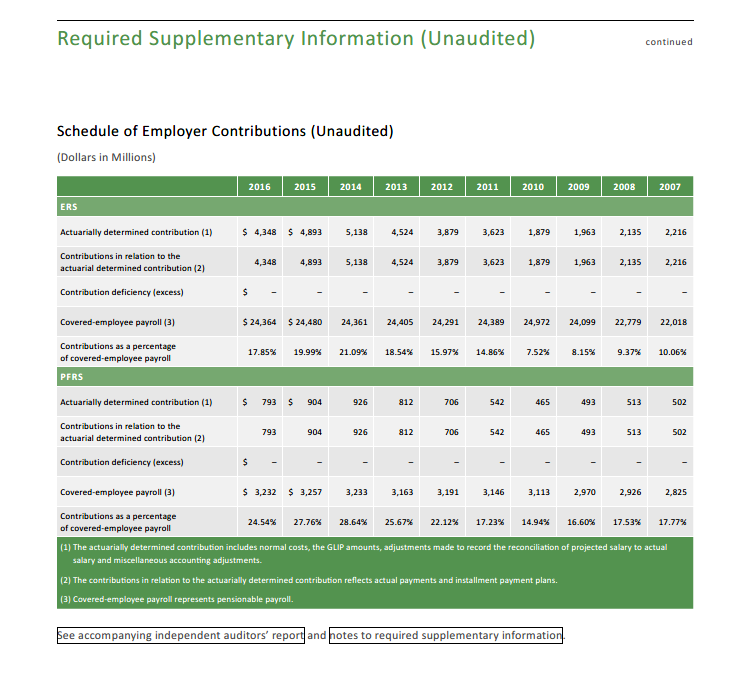 Required Supplementary Information (Unaudited) continued
Schedule of Employer Contributions (Unaudited)
(Dollars in Millions)
2016 2015 2014 2013 2012 2011 2010 2009 2008 2007
ERS
Actuarially determined contribution (1) $ 4,348 $ 4,893 5,138 4,524 3,879 3,623 1,879 1,963 2,135 2,216
Contributions in relation to the
actuarial determined contribution (2) 4,348 4,893 5,138 4,524 3,879 3,623 1,879 1,963 2,135 2,216
Contribution deficiency (excess) $ – – – – – – – – – –
Covered-employee payroll (3) $ 24,364 $ 24,480 24,361 24,405 24,291 24,389 24,972 24,099 22,779 22,018
Contributions as a percentage
of covered-employee payroll 17.85% 19.99% 21.09% 18.54% 15.97% 14.86% 7.52% 8.15% 9.37% 10.06%
PFRS
Actuarially determined contribution (1) $ 793 $ 904 926 812 706 542 465 493 513 502
Contributions in relation to the
actuarial determined contribution (2) 793 904 926 812 706 542 465 493 513 502
Contribution deficiency (excess) $ – – – – – – – – – –
Covered-employee payroll (3) $ 3,232 $ 3,257 3,233 3,163 3,191 3,146 3,113 2,970 2,926 2,825
Contributions as a percentage
of covered-employee payroll 24.54% 27.76% 28.64% 25.67% 22.12% 17.23% 14.94% 16.60% 17.53% 17.77%
(1) The actuarially determined contribution includes normal costs, the GLIP amounts, adjustments made to record the reconciliation of projected salary to actual
salary and miscellaneous accounting adjustments.
(2) The contributions in relation to the actuarially determined contribution reflects actual payments and installment payment plans.
(3) Covered-employee payroll represents pensionable payroll.
See accompanying independent auditors' report and notes to required supplementary information.